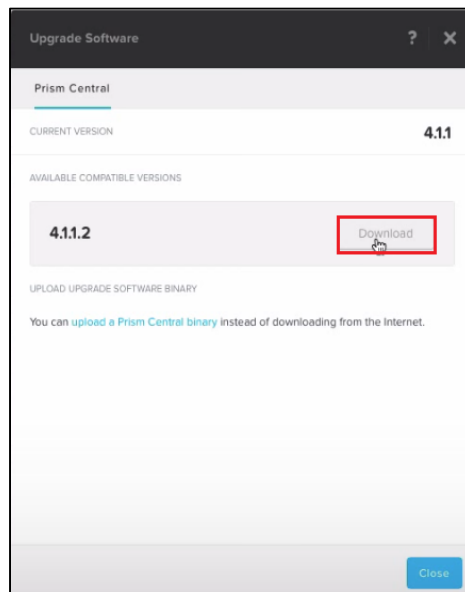 Upgrade Software ?
Prism Central
CURRENT VERSION 4.1.1
AVAILABLE COMPATIBLE VERSIONS
4.1.1.2 Download
UPLOAD UPGRADE SOFTWARE BINARY
You can upload a Prism Central binary instead of downloading from the Internet.
Close